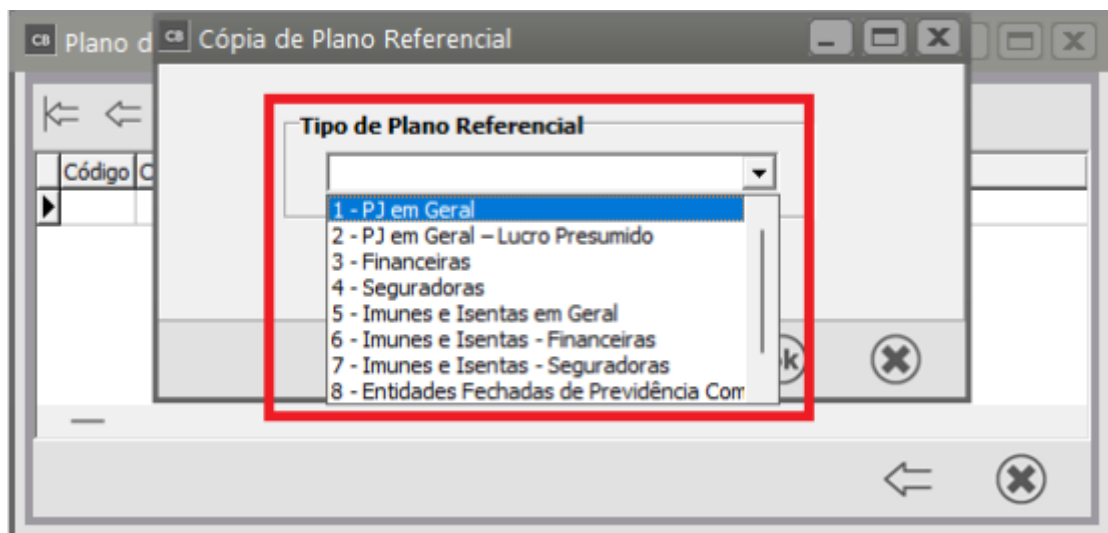 CB Plano d
CB Cópia de Plano Referencial
Tipo de Plano Referencial
Código C
1 - PJ em Geral
2 - PJ em Geral – Lucro Presumido
3 - Financeiras
4 - Seguradoras
5 - Imunes e Isentas em Geral
6 - Imunes e Isentas - Financeiras
7 - Imunes e Isentas - Seguradoras
8 - Entidades Fechadas de Previdência Com
k